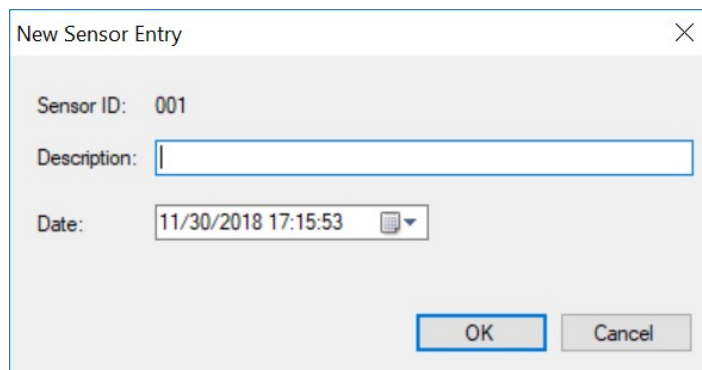 New Sensor Entry
Sensor ID: 001
Description:
Date: 11/30/2018 17:15:53
OK Cancel